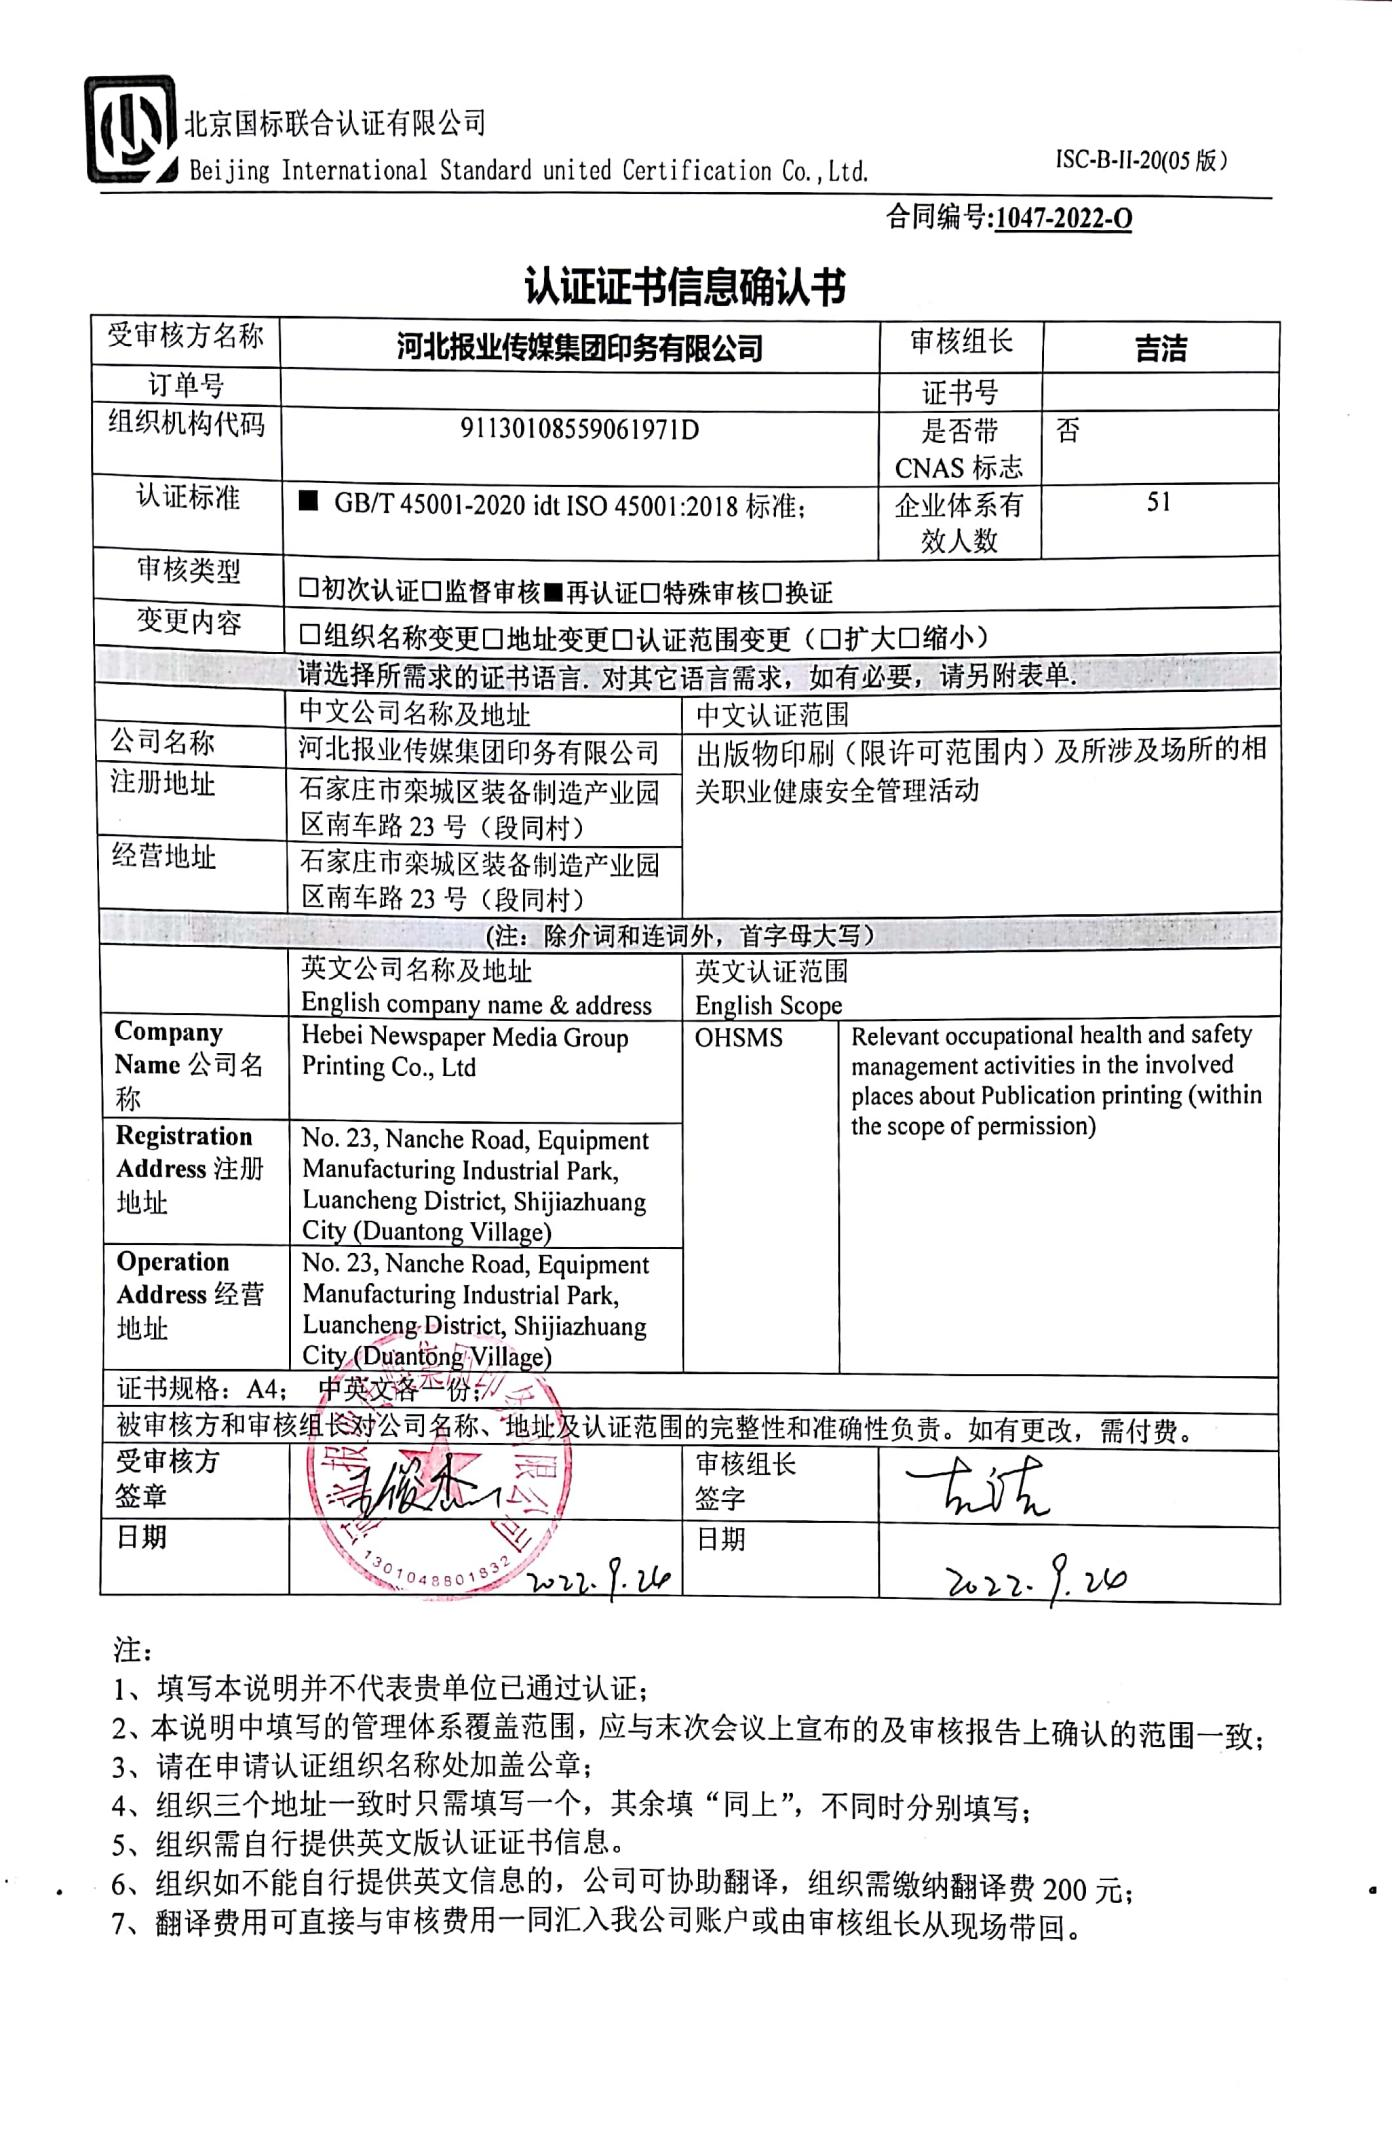 北京国标联合认证有限公司
Beijing International Standard united Certification Co.,Ltd.
ISC-B-II-20(05 版)
合同编号:1047-2022-O
认证证书信息确认书
受审核方名称 河北报业传媒集团印务有限公司 审核组长 吉洁
订单号 证书号
组织机构代码 91130108559061971D 是否带 否
CNAS 标志
认证标准 ■ GB/T 45001-2020 idt ISO 45001:2018 标准; 企业体系有 51
效人数
审核类型 □初次认证□监督审核■再认证□特殊审核□换证
变更内容 □组织名称变更□地址变更□认证范围变更（□扩大□缩小）
请选择所需求的证书语言. 对其它语言需求，如有必要，请另附表单.
中文公司名称及地址 中文认证范围
公司名称 河北报业传媒集团印务有限公司 出版物印刷（限许可范围内）及所涉及场所的相
注册地址 石家庄市栾城区装备制造产业园 关职业健康安全管理活动
区南车路 23 号（段同村）
经营地址 石家庄市栾城区装备制造产业园
区南车路 23 号（段同村）
(注：除介词和连词外，首字母大写）
英文公司名称及地址 英文认证范围
English company name & address English Scope
Company Hebei Newspaper Media Group OHSMS Relevant occupational health and safety
Name 公司名 Printing Co., Ltd management activities in the involved
称 places about Publication printing (within
the scope of permission)
Registration No. 23, Nanche Road, Equipment
Address 注册 Manufacturing Industrial Park,
地址 Luancheng District, Shijiazhuang
City (Duantong Village)
Operation No. 23, Nanche Road, Equipment
Address 经营 Manufacturing Industrial Park,
地址 Luancheng District, Shijiazhuang
City (Duantong Village)
证书规格：A4； 中英文各一份；
被审核方和审核组长对公司名称、地址及认证范围的完整性和准确性负责。如有更改，需付费。
受审核方 审核组长 吉洁
签章 签字
河北报业传媒集团印务有限公司
1301048801832
日期 2022.9.26 日期 2022.9.26
注：
1、填写本说明并不代表贵单位已通过认证；
2、本说明中填写的管理体系覆盖范围，应与末次会议上宣布的及审核报告上确认的范围一致；
3、请在申请认证组织名称处加盖公章；
4、组织三个地址一致时只需填写一个，其余填“同上”，不同时分别填写；
5、组织需自行提供英文版认证证书信息。
6、组织如不能自行提供英文信息的，公司可协助翻译，组织需缴纳翻译费 200 元；
7、翻译费用可直接与审核费用一同汇入我公司账户或由审核组长从现场带回。